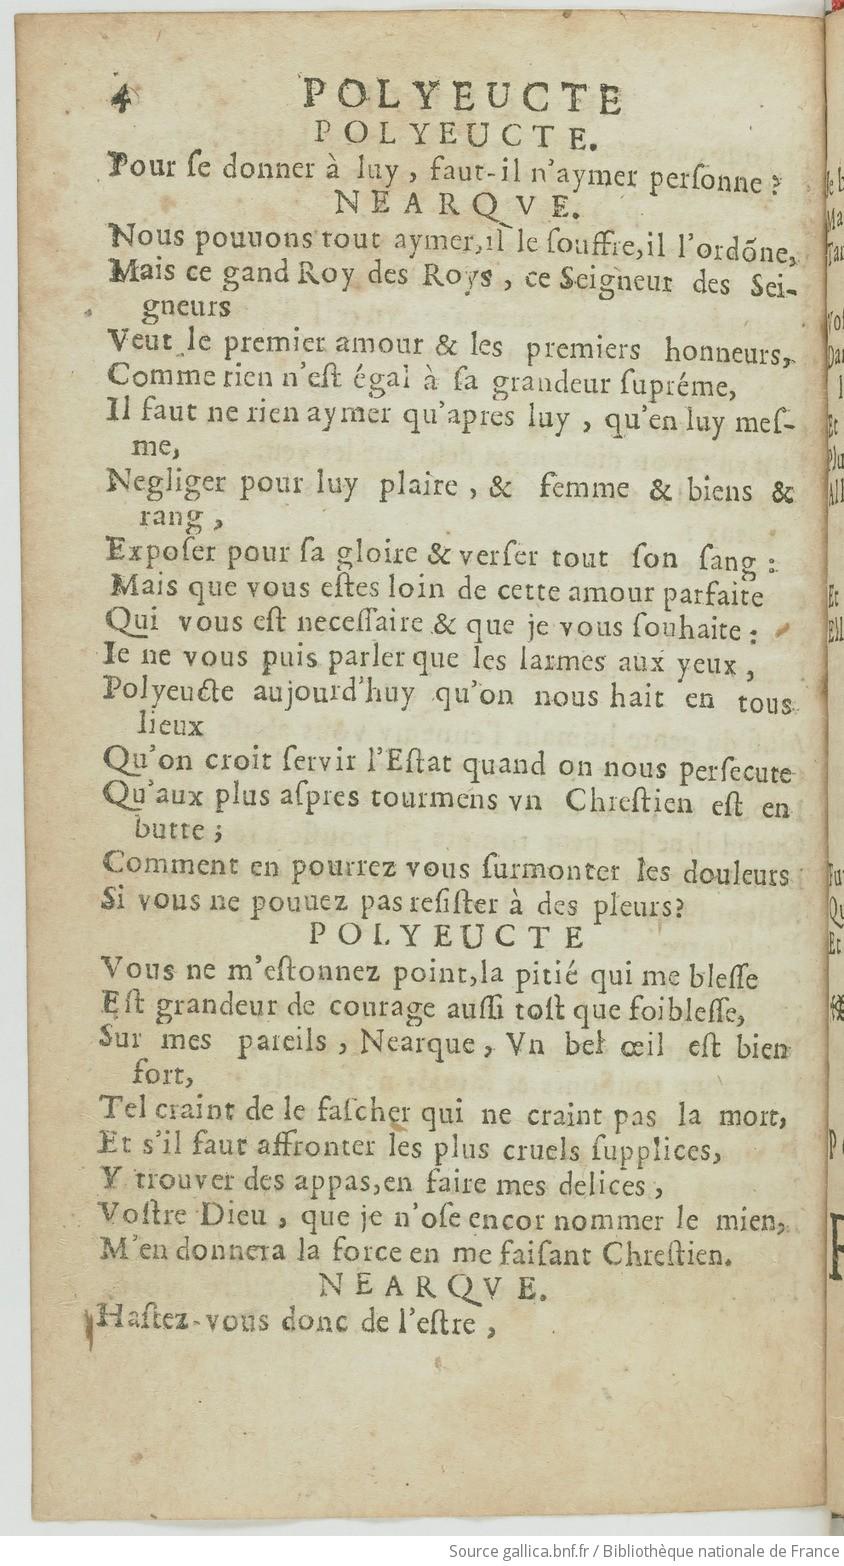 4 POLYEUCTE
POLYEUCTE.
Pour ſe donner à luy, faut-il n'aymer perſonne ?
NEARQVE.
Nous pouuons tout aymer, il le ſouffre, il l'ordõne,
Mais ce gand Roy des Roys, ce Seigneur des Sei-
gneurs
Veut le premier amour & les premiers honneurs,
Comme rien n'eſt égal à ſa grandeur ſupréme,
Il faut ne rien aymer qu'apres luy, qu'en luy meſ-
me,
Negliger pour luy plaire, & femme & biens &
rang,
Expoſer pour ſa gloire & verſer tout ſon ſang :
Mais que vous eſtes loin de cette amour parfaite
Qui vous eſt neceſſaire & que je vous ſouhaite :
Ie ne vous puis parler que les larmes aux yeux,
Polyeucte aujourd'huy qu'on nous hait en tous
lieux
Qu'on croit ſervir l'Eſtat quand on nous perſecute
Qu'aux plus aſpres tourmens vn Chreſtien eſt en
butte ;
Comment en pourrez vous ſurmonter les douleurs
Si vous ne pouuez pas reſiſter à des pleurs?
POLYEUCTE
Vous ne m'eſtonnez point, la pitié qui me bleſſe
Eſt grandeur de courage auſſi toſt que foibleſſe,
Sur mes pareils, Nearque, Vn bel œil eſt bien
fort,
Tel craint de le faſcher qui ne craint pas la mort,
Et s'il faut affronter les plus cruels ſupplices,
Y trouver des appas, en faire mes delices,
Voſtre Dieu, que je n'oſe encor nommer le mien,
M'en donnera la force en me faiſant Chreſtien.
NEARQVE.
Haſtez-vous donc de l'eſtre,
Source gallica.bnf.fr / Bibliothèque nationale de France